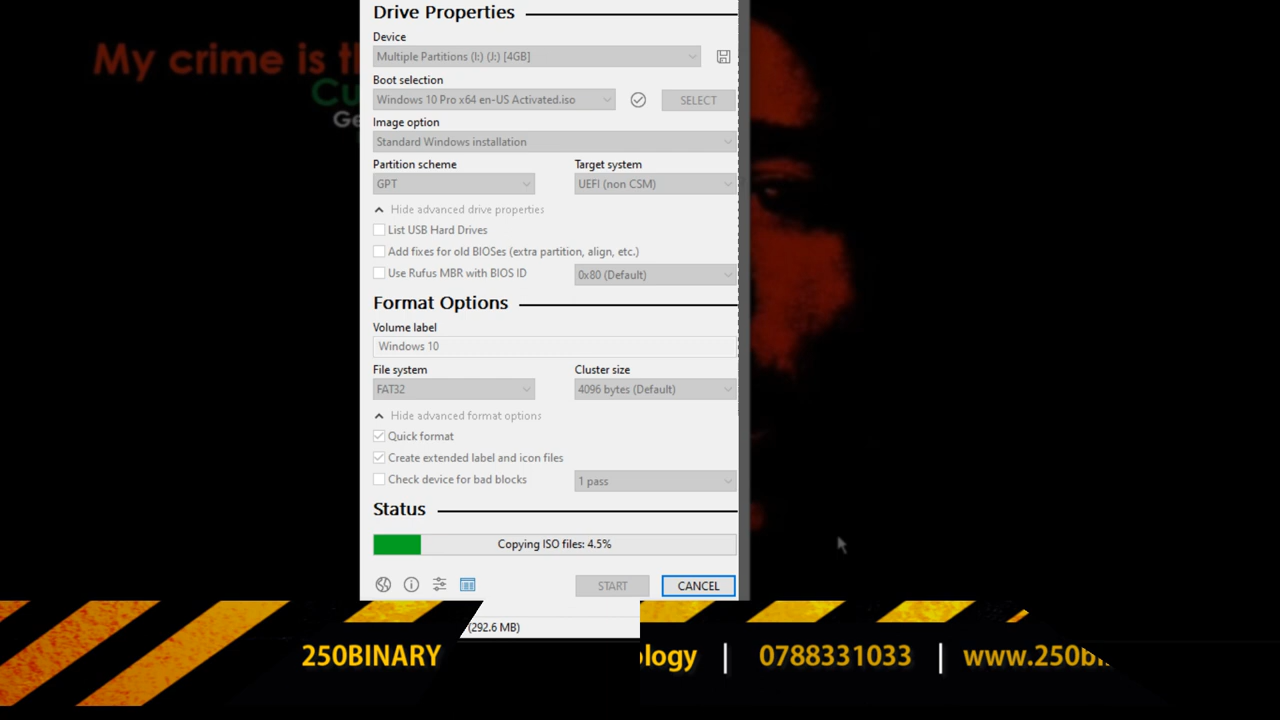 Drive Properties
Device
Multiple Partitions (I:) (J:) [4GB]
Boot selection
Windows 10 Pro x64 en-US Activated.iso
SELECT
Image option
Standard Windows installation
Partition scheme
Target system
GPT
UEFI (non CSM)
Hide advanced drive properties
List USB Hard Drives
Add fixes for old BIOSes (extra partition, align, etc.)
Use Rufus MBR with BIOS ID
0x80 (Default)
Format Options
Volume label
Windows 10
File system
Cluster size
FAT32
4096 bytes (Default)
Hide advanced format options
Quick format
Create extended label and icon files
Check device for bad blocks
1 pass
Status
Copying ISO files: 4.5%
START
CANCEL
My crime is th
Cu
Ge
(292.6 MB)
250BINARY
ology | 0788331033 | www.250bi